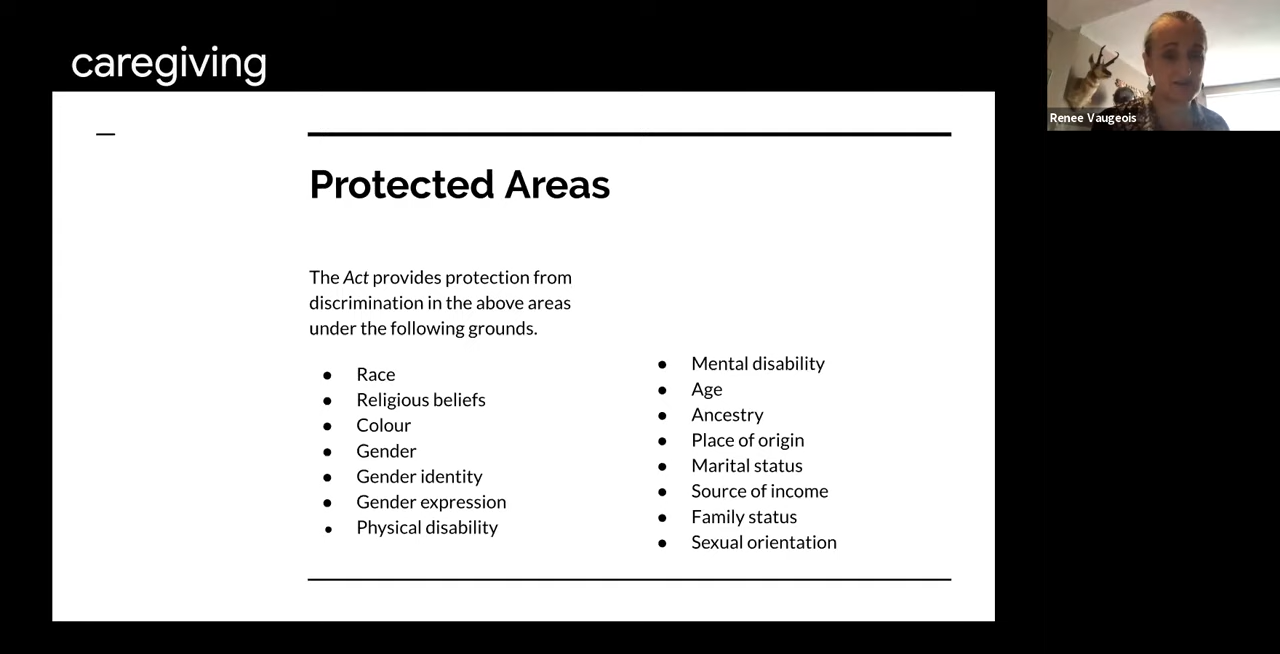 caregiving
Renee Vaugeois
Protected Areas
The Act provides protection from
discrimination in the above areas
under the following grounds.
● Race
● Religious beliefs
● Colour
● Gender
● Gender identity
● Gender expression
● Physical disability
● Mental disability
● Age
● Ancestry
● Place of origin
● Marital status
● Source of income
● Family status
● Sexual orientation